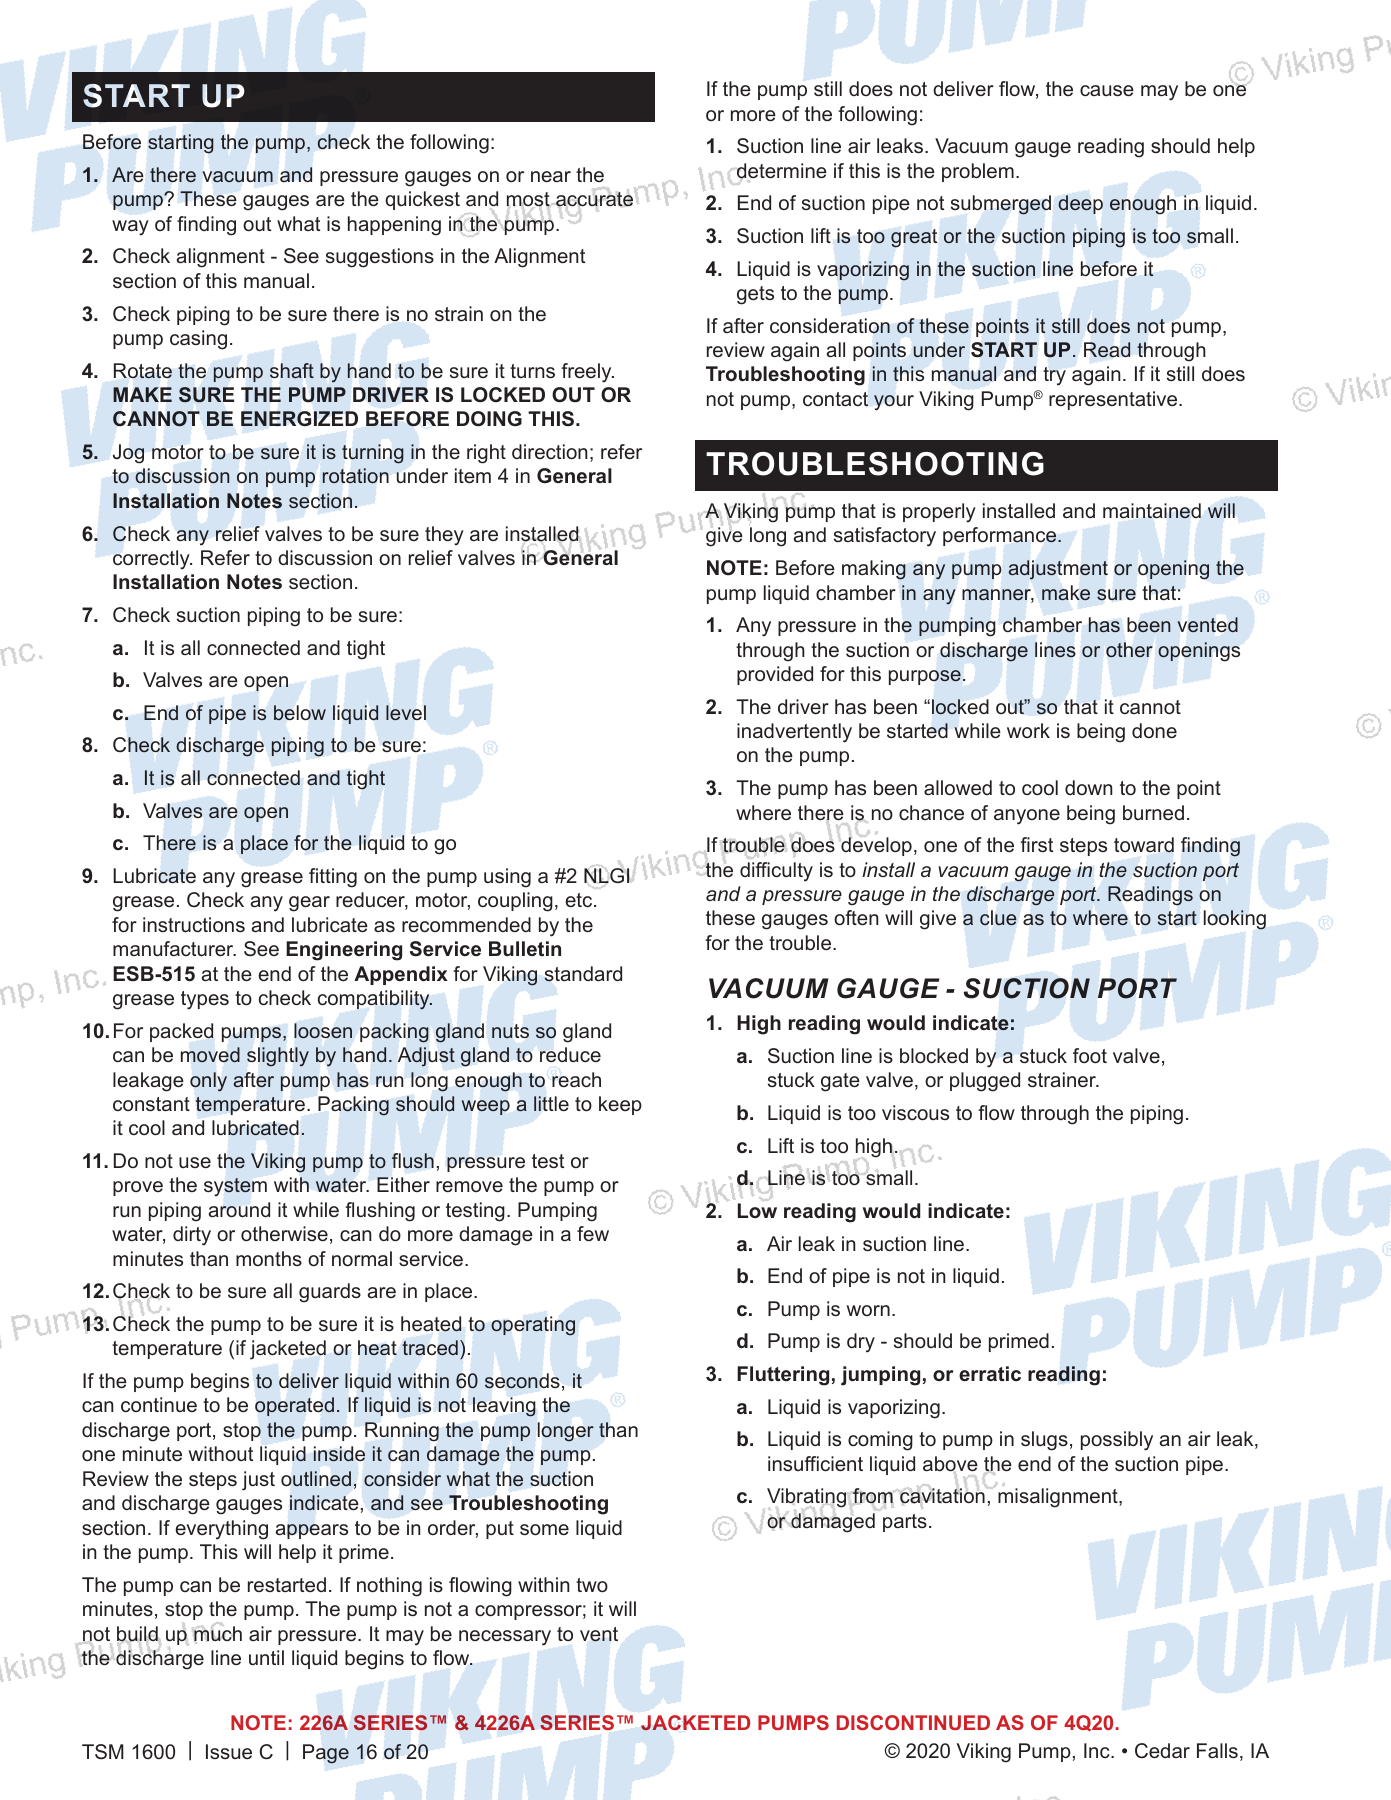 START UP
Before starting the pump, check the following:
1. Are there vacuum and pressure gauges on or near the
pump? These gauges are the quickest and most accurate
way of finding out what is happening in the pump.
2. Check alignment - See suggestions in the Alignment
section of this manual.
3. Check piping to be sure there is no strain on the
pump casing.
4. Rotate the pump shaft by hand to be sure it turns freely.
MAKE SURE THE PUMP DRIVER IS LOCKED OUT OR
CANNOT BE ENERGIZED BEFORE DOING THIS.
5. Jog motor to be sure it is turning in the right direction; refer
to discussion on pump rotation under item 4 in General
Installation Notes section.
6. Check any relief valves to be sure they are installed
correctly. Refer to discussion on relief valves in General
Installation Notes section.
7. Check suction piping to be sure:
a. It is all connected and tight
b. Valves are open
c. End of pipe is below liquid level
8. Check discharge piping to be sure:
a. It is all connected and tight
b. Valves are open
c. There is a place for the liquid to go
9. Lubricate any grease fitting on the pump using a #2 NLGI
grease. Check any gear reducer, motor, coupling, etc.
for instructions and lubricate as recommended by the
manufacturer. See Engineering Service Bulletin
ESB-515 at the end of the Appendix for Viking standard
grease types to check compatibility.
10. For packed pumps, loosen packing gland nuts so gland
can be moved slightly by hand. Adjust gland to reduce
leakage only after pump has run long enough to reach
constant temperature. Packing should weep a little to keep
it cool and lubricated.
11. Do not use the Viking pump to flush, pressure test or
prove the system with water. Either remove the pump or
run piping around it while flushing or testing. Pumping
water, dirty or otherwise, can do more damage in a few
minutes than months of normal service.
12. Check to be sure all guards are in place.
13. Check the pump to be sure it is heated to operating
temperature (if jacketed or heat traced).
If the pump begins to deliver liquid within 60 seconds, it
can continue to be operated. If liquid is not leaving the
discharge port, stop the pump. Running the pump longer than
one minute without liquid inside it can damage the pump.
Review the steps just outlined, consider what the suction
and discharge gauges indicate, and see Troubleshooting
section. If everything appears to be in order, put some liquid
in the pump. This will help it prime.
The pump can be restarted. If nothing is flowing within two
minutes, stop the pump. The pump is not a compressor; it will
not build up much air pressure. It may be necessary to vent
the discharge line until liquid begins to flow.
If the pump still does not deliver flow, the cause may be one
or more of the following:
1. Suction line air leaks. Vacuum gauge reading should help
determine if this is the problem.
2. End of suction pipe not submerged deep enough in liquid.
3. Suction lift is too great or the suction piping is too small.
4. Liquid is vaporizing in the suction line before it
gets to the pump.
If after consideration of these points it still does not pump,
review again all points under START UP. Read through
Troubleshooting in this manual and try again. If it still does
not pump, contact your Viking Pump® representative.
TROUBLESHOOTING
A Viking pump that is properly installed and maintained will
give long and satisfactory performance.
NOTE: Before making any pump adjustment or opening the
pump liquid chamber in any manner, make sure that:
1. Any pressure in the pumping chamber has been vented
through the suction or discharge lines or other openings
provided for this purpose.
2. The driver has been “locked out” so that it cannot
inadvertently be started while work is being done
on the pump.
3. The pump has been allowed to cool down to the point
where there is no chance of anyone being burned.
If trouble does develop, one of the first steps toward finding
the difficulty is to install a vacuum gauge in the suction port
and a pressure gauge in the discharge port. Readings on
these gauges often will give a clue as to where to start looking
for the trouble.
VACUUM GAUGE - SUCTION PORT
1. High reading would indicate:
a. Suction line is blocked by a stuck foot valve,
stuck gate valve, or plugged strainer.
b. Liquid is too viscous to flow through the piping.
c. Lift is too high.
d. Line is too small.
2. Low reading would indicate:
a. Air leak in suction line.
b. End of pipe is not in liquid.
c. Pump is worn.
d. Pump is dry - should be primed.
3. Fluttering, jumping, or erratic reading:
a. Liquid is vaporizing.
b. Liquid is coming to pump in slugs, possibly an air leak,
insufficient liquid above the end of the suction pipe.
c. Vibrating from cavitation, misalignment,
or damaged parts.
NOTE: 226A SERIES™ & 4226A SERIES™ JACKETED PUMPS DISCONTINUED AS OF 4Q20.
TSM 1600 | Issue C | Page 16 of 20
© 2020 Viking Pump, Inc. • Cedar Falls, IA